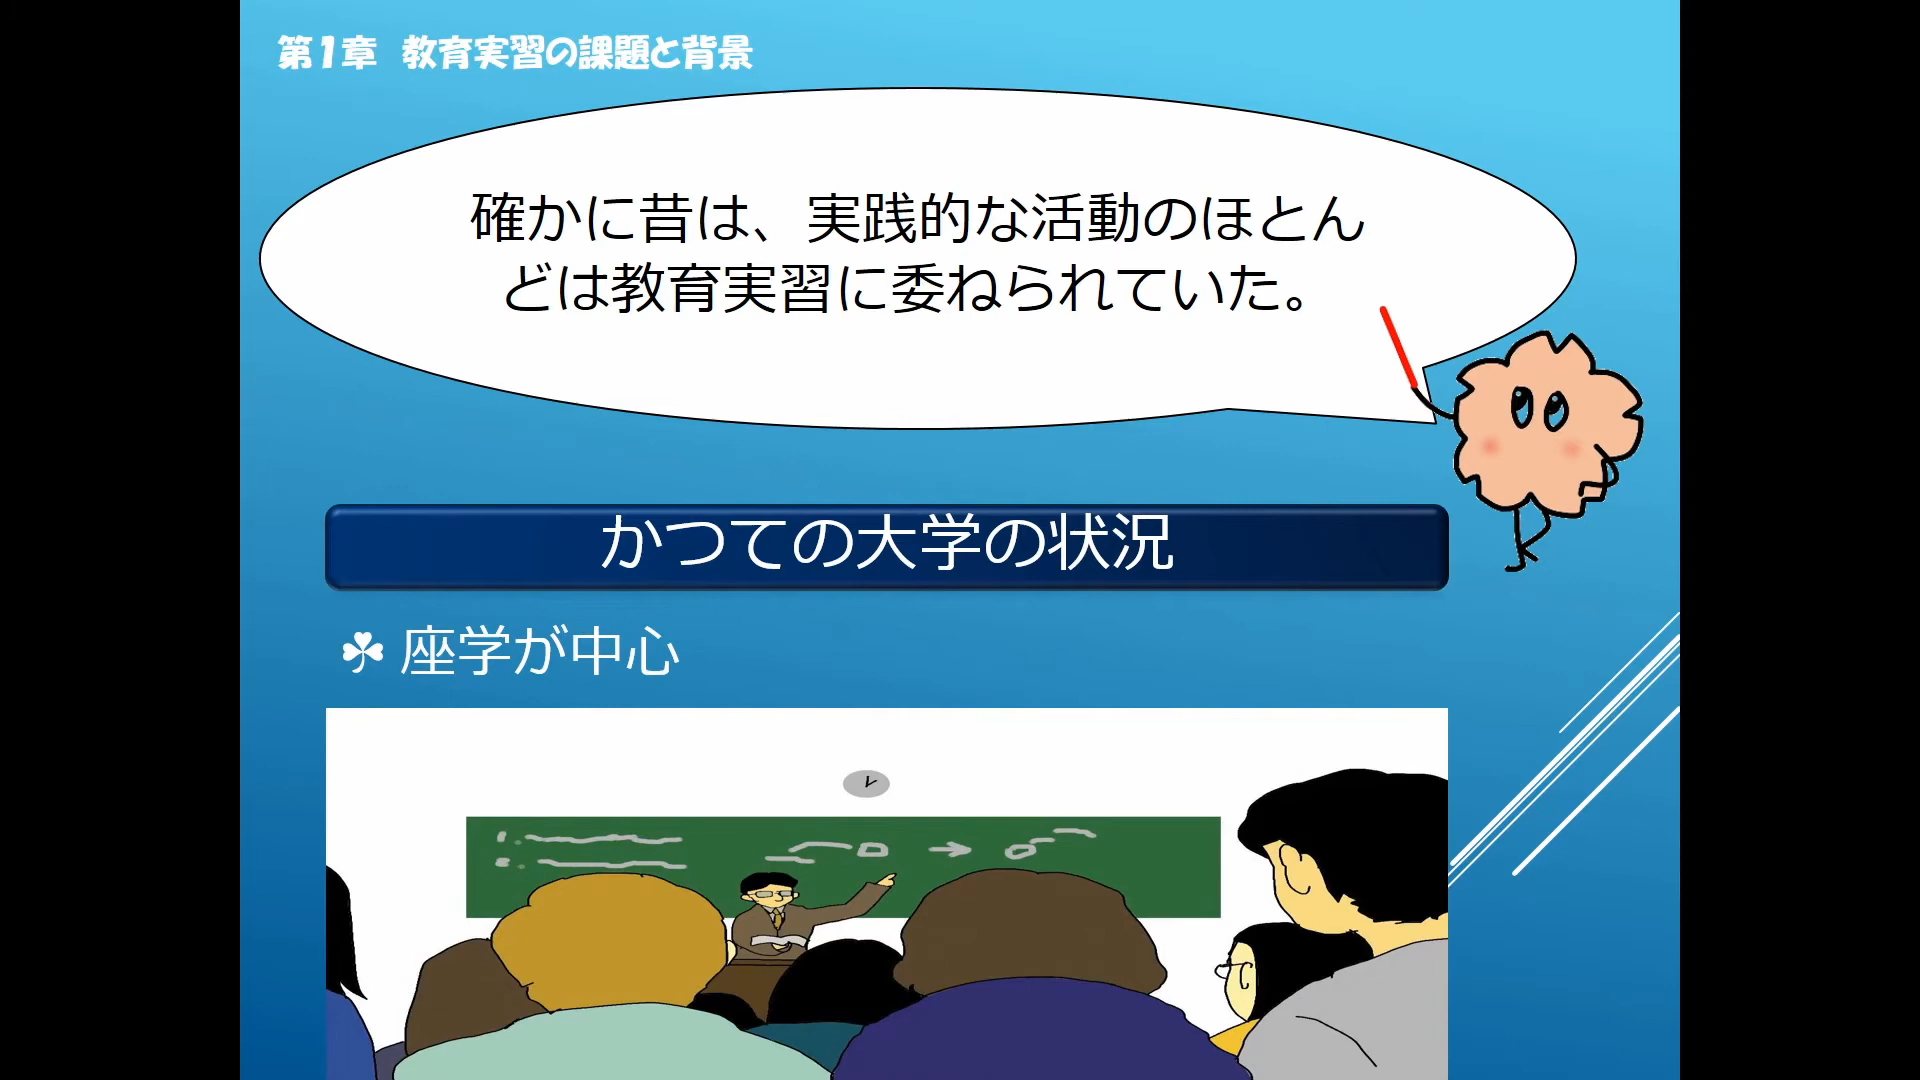 第1章 教育実習の課題と背景
確かに昔は、実践的な活動のほとん
どは教育実習に委ねられていた。
かつての大学の状況
☘ 座学が中心